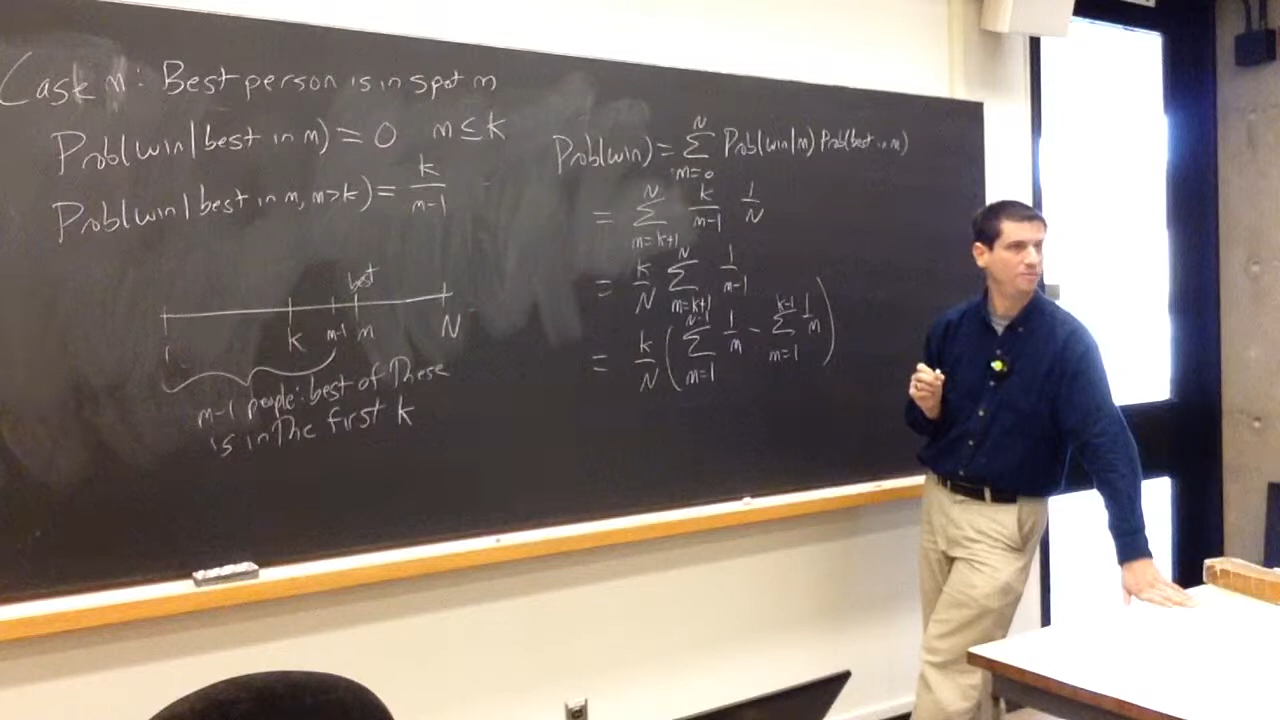 Case m: Best person is in spot m
Prob(win|best in m) = 0   m ≤ k
Prob(win|best in m, m>k) = k/(m-1)
best
1   k   m-1   m   N
m-1 people: best of these
is in the first k
Prob(win) = ∑_{m=0}^{N} Prob(win|m) Prob(best in m)
= ∑_{m=k+1}^{N} k/(m-1) 1/N
= k/N ∑_{m=k+1}^{N} 1/(m-1)
= k/N ( ∑_{m=1}^{N-1} 1/m - ∑_{m=1}^{k-1} 1/m )